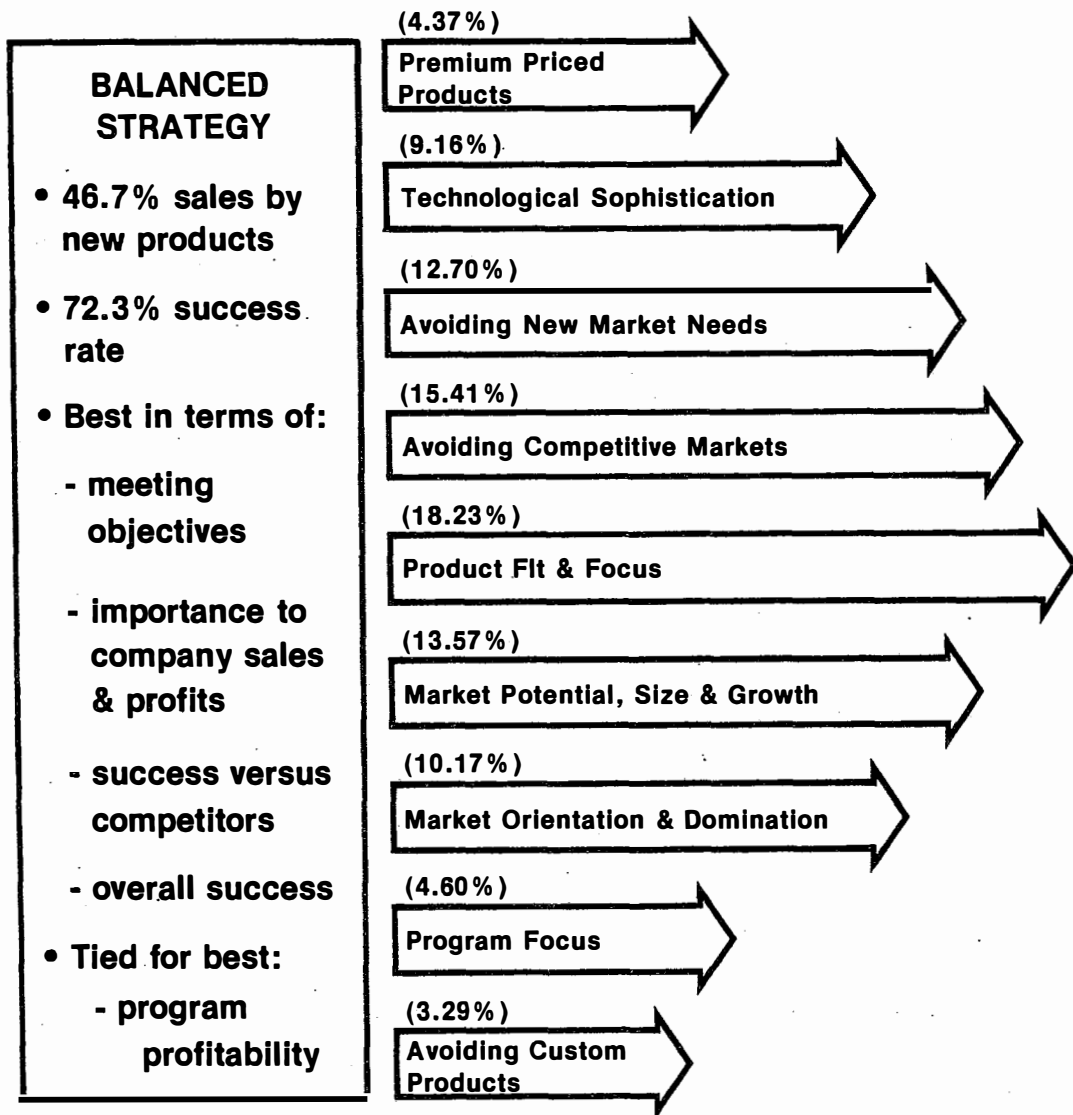 BALANCED
STRATEGY
• 46.7% sales by
new products
• 72.3% success
rate
• Best in terms of:
- meeting
objectives
- importance to
company sales
& profits
- success versus
competitors
- overall success
• Tied for best:
- program
profitability
(4.37%)
Premium Priced
Products
(9.16%)
Technological Sophistication
(12.70%)
Avoiding New Market Needs
(15.41%)
Avoiding Competitive Markets
(18.23%)
Product FIt & Focus
(13.57%)
Market Potential, Size & Growth
(10.17%)
Market Orientation & Domination
(4.60%)
Program Focus
(3.29%)
Avoiding Custom
Products